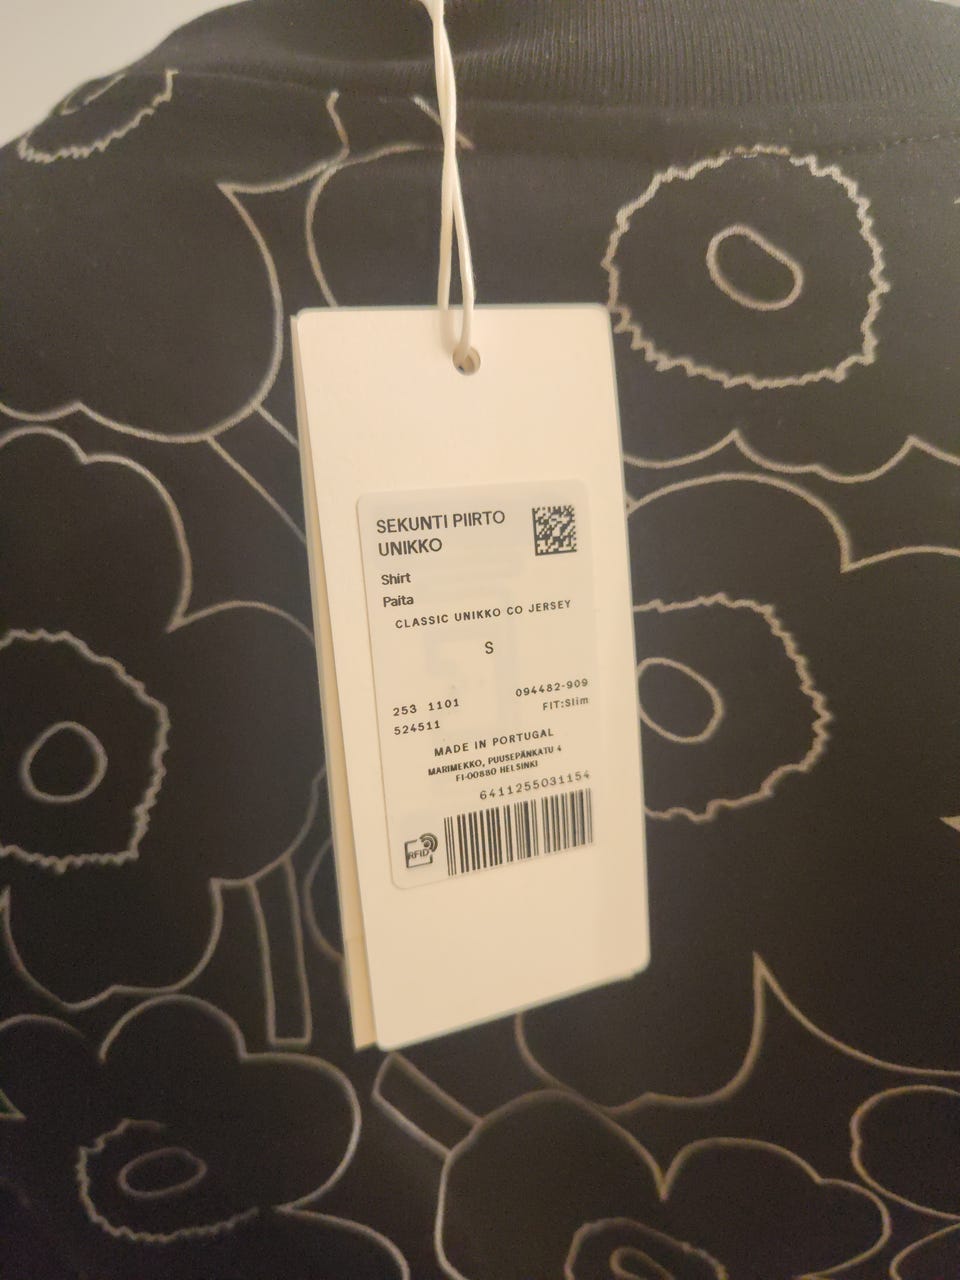 SEKUNTI PIIRTO
UNIKKO
Shirt
Paita
CLASSIC UNIKKO CO JERSEY
S
253 1101 094482-909
524511 FIT:Slim
MADE IN PORTUGAL
MARIMEKKO, PUUSEPÄNKATU 4
FI-00880 HELSINKI
6411255031154
RFID